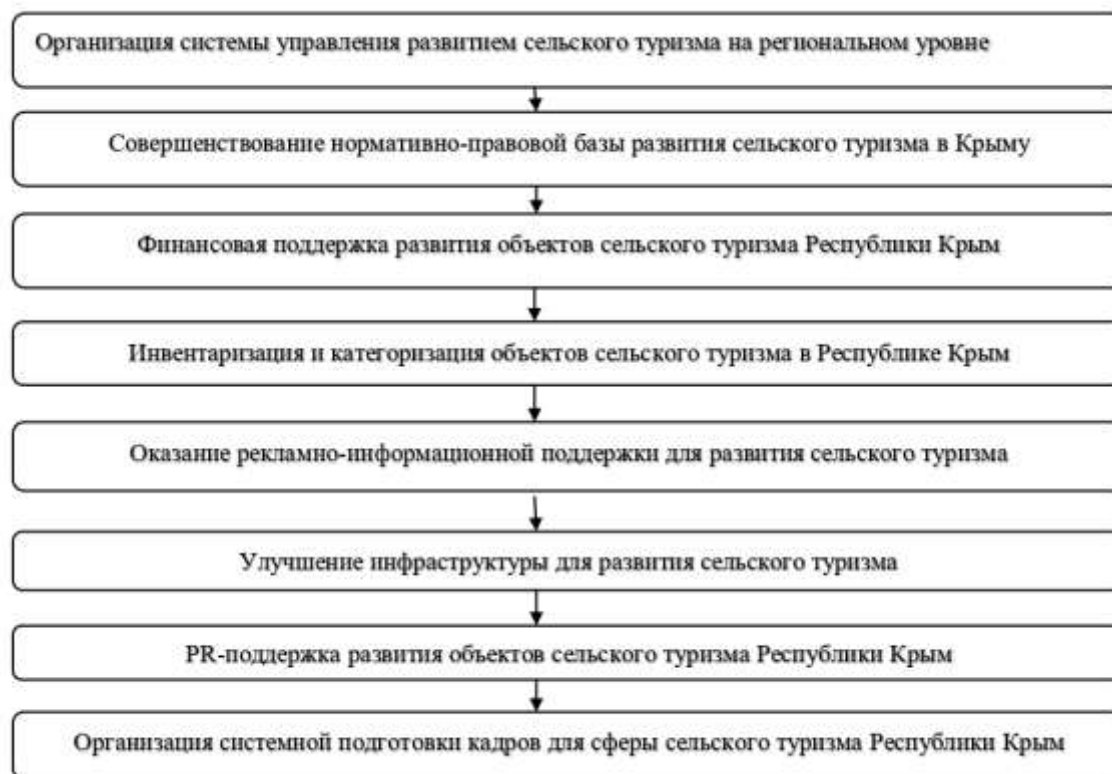 Организация системы управления развитием сельского туризма на региональном уровне
Совершенствование нормативно-правовой базы развития сельского туризма в Крыму
Финансовая поддержка развития объектов сельского туризма Республики Крым
Инвентаризация и категоризация объектов сельского туризма в Республике Крым
Оказание рекламно-информационной поддержки для развития сельского туризма
Улучшение инфраструктуры для развития сельского туризма
PR-поддержка развития объектов сельского туризма Республики Крым
Организация системной подготовки кадров для сферы сельского туризма Республики Крым